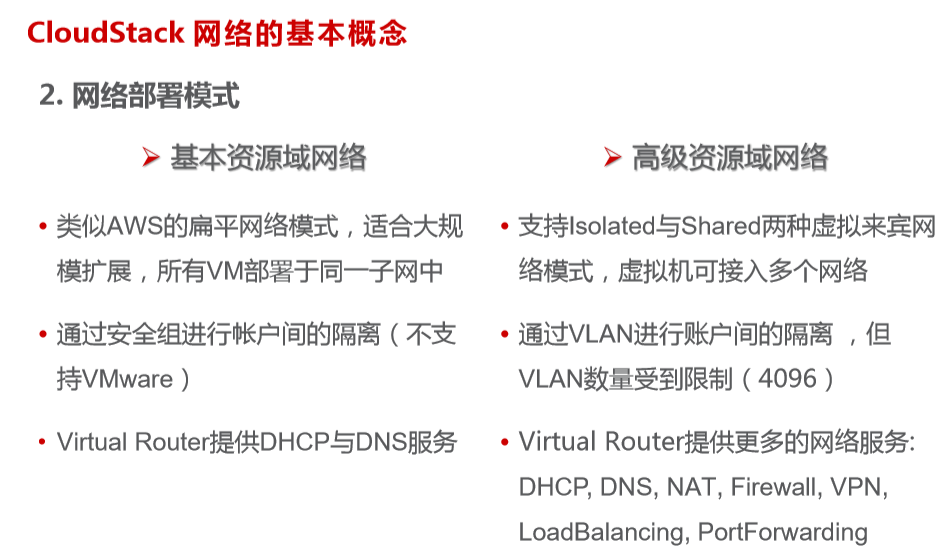 CloudStack 网络的基本概念
2. 网络部署模式
基本资源域网络
• 类似AWS的扁平网络模式，适合大规
模扩展，所有VM部署于同一子网中
• 通过安全组进行帐户间的隔离（不支
持VMware）
• Virtual Router提供DHCP与DNS服务
高级资源域网络
• 支持Isolated与Shared两种虚拟来宾网
络模式，虚拟机可接入多个网络
• 通过VLAN进行账户间的隔离 ，但
VLAN数量受到限制（4096）
• Virtual Router提供更多的网络服务:
DHCP, DNS, NAT, Firewall, VPN,
LoadBalancing, PortForwarding